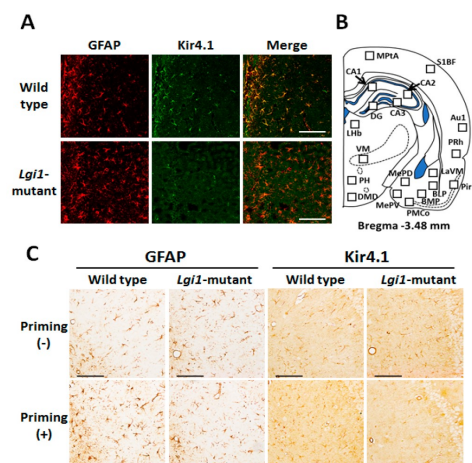 A
GFAP Kir4.1 Merge
Wild type
Lgi1-mutant
B
MPtA
S1BF
CA1
CA2
DG
CA3
LHb
Au1
PRh
VM
LaVM
MePD
Pir
PH
DMD
BLP
BMP
MePV
PMCo
Bregma -3.48 mm
C
GFAP Kir4.1
Wild type Lgi1-mutant Wild type Lgi1-mutant
Priming (-)
Priming (+)